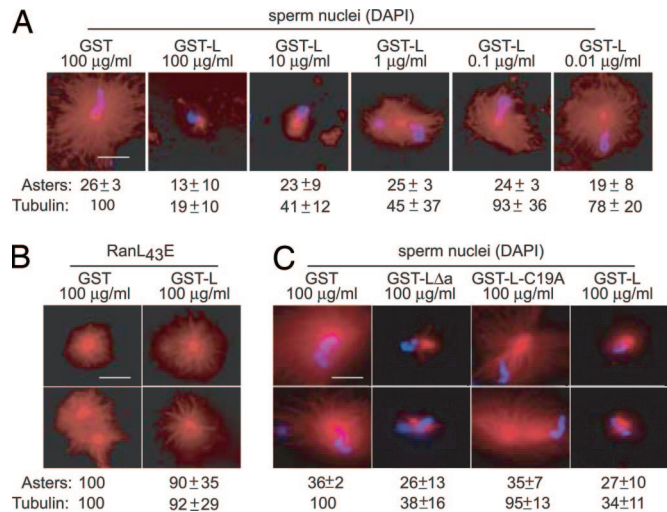 A
sperm nuclei (DAPI)
GST GST-L GST-L GST-L GST-L GST-L
100 µg/ml 100 µg/ml 10 µg/ml 1 µg/ml 0.1 µg/ml 0.01 µg/ml
Asters: 26±3 13±10 23±9 25±3 24±3 19±8
Tubulin: 100 19±10 41±12 45±37 93±36 78±20
B
RanL43E
GST GST-L
100 µg/ml 100 µg/ml
Asters: 100 90±35
Tubulin: 100 92±29
C
sperm nuclei (DAPI)
GST GST-LΔa GST-L-C19A GST-L
100 µg/ml 100 µg/ml 100 µg/ml 100 µg/ml
36±2 26±13 35±7 27±10
100 38±16 95±13 34±11